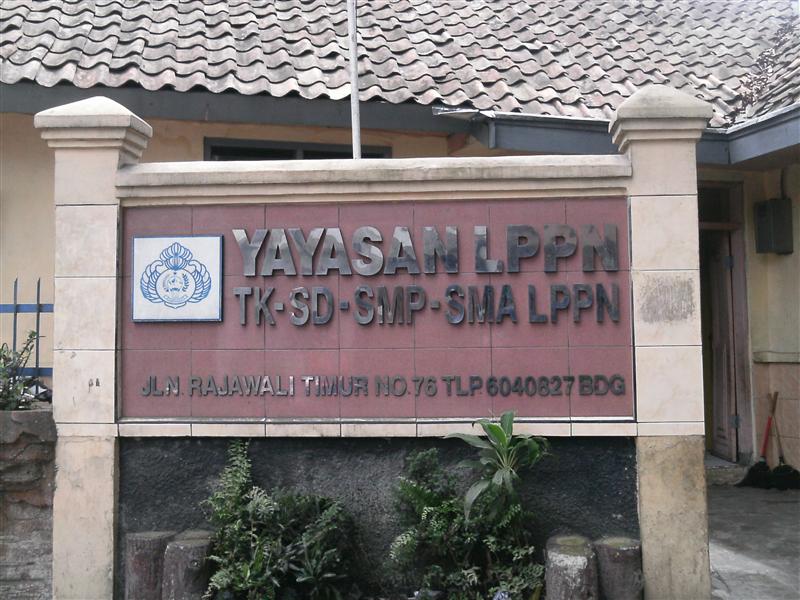 YAYASAN LPPN
TK-SD-SMP-SMA LPPN
JLN. RAJAWALI TIMUR NO.76 TLP.6040827 BDG